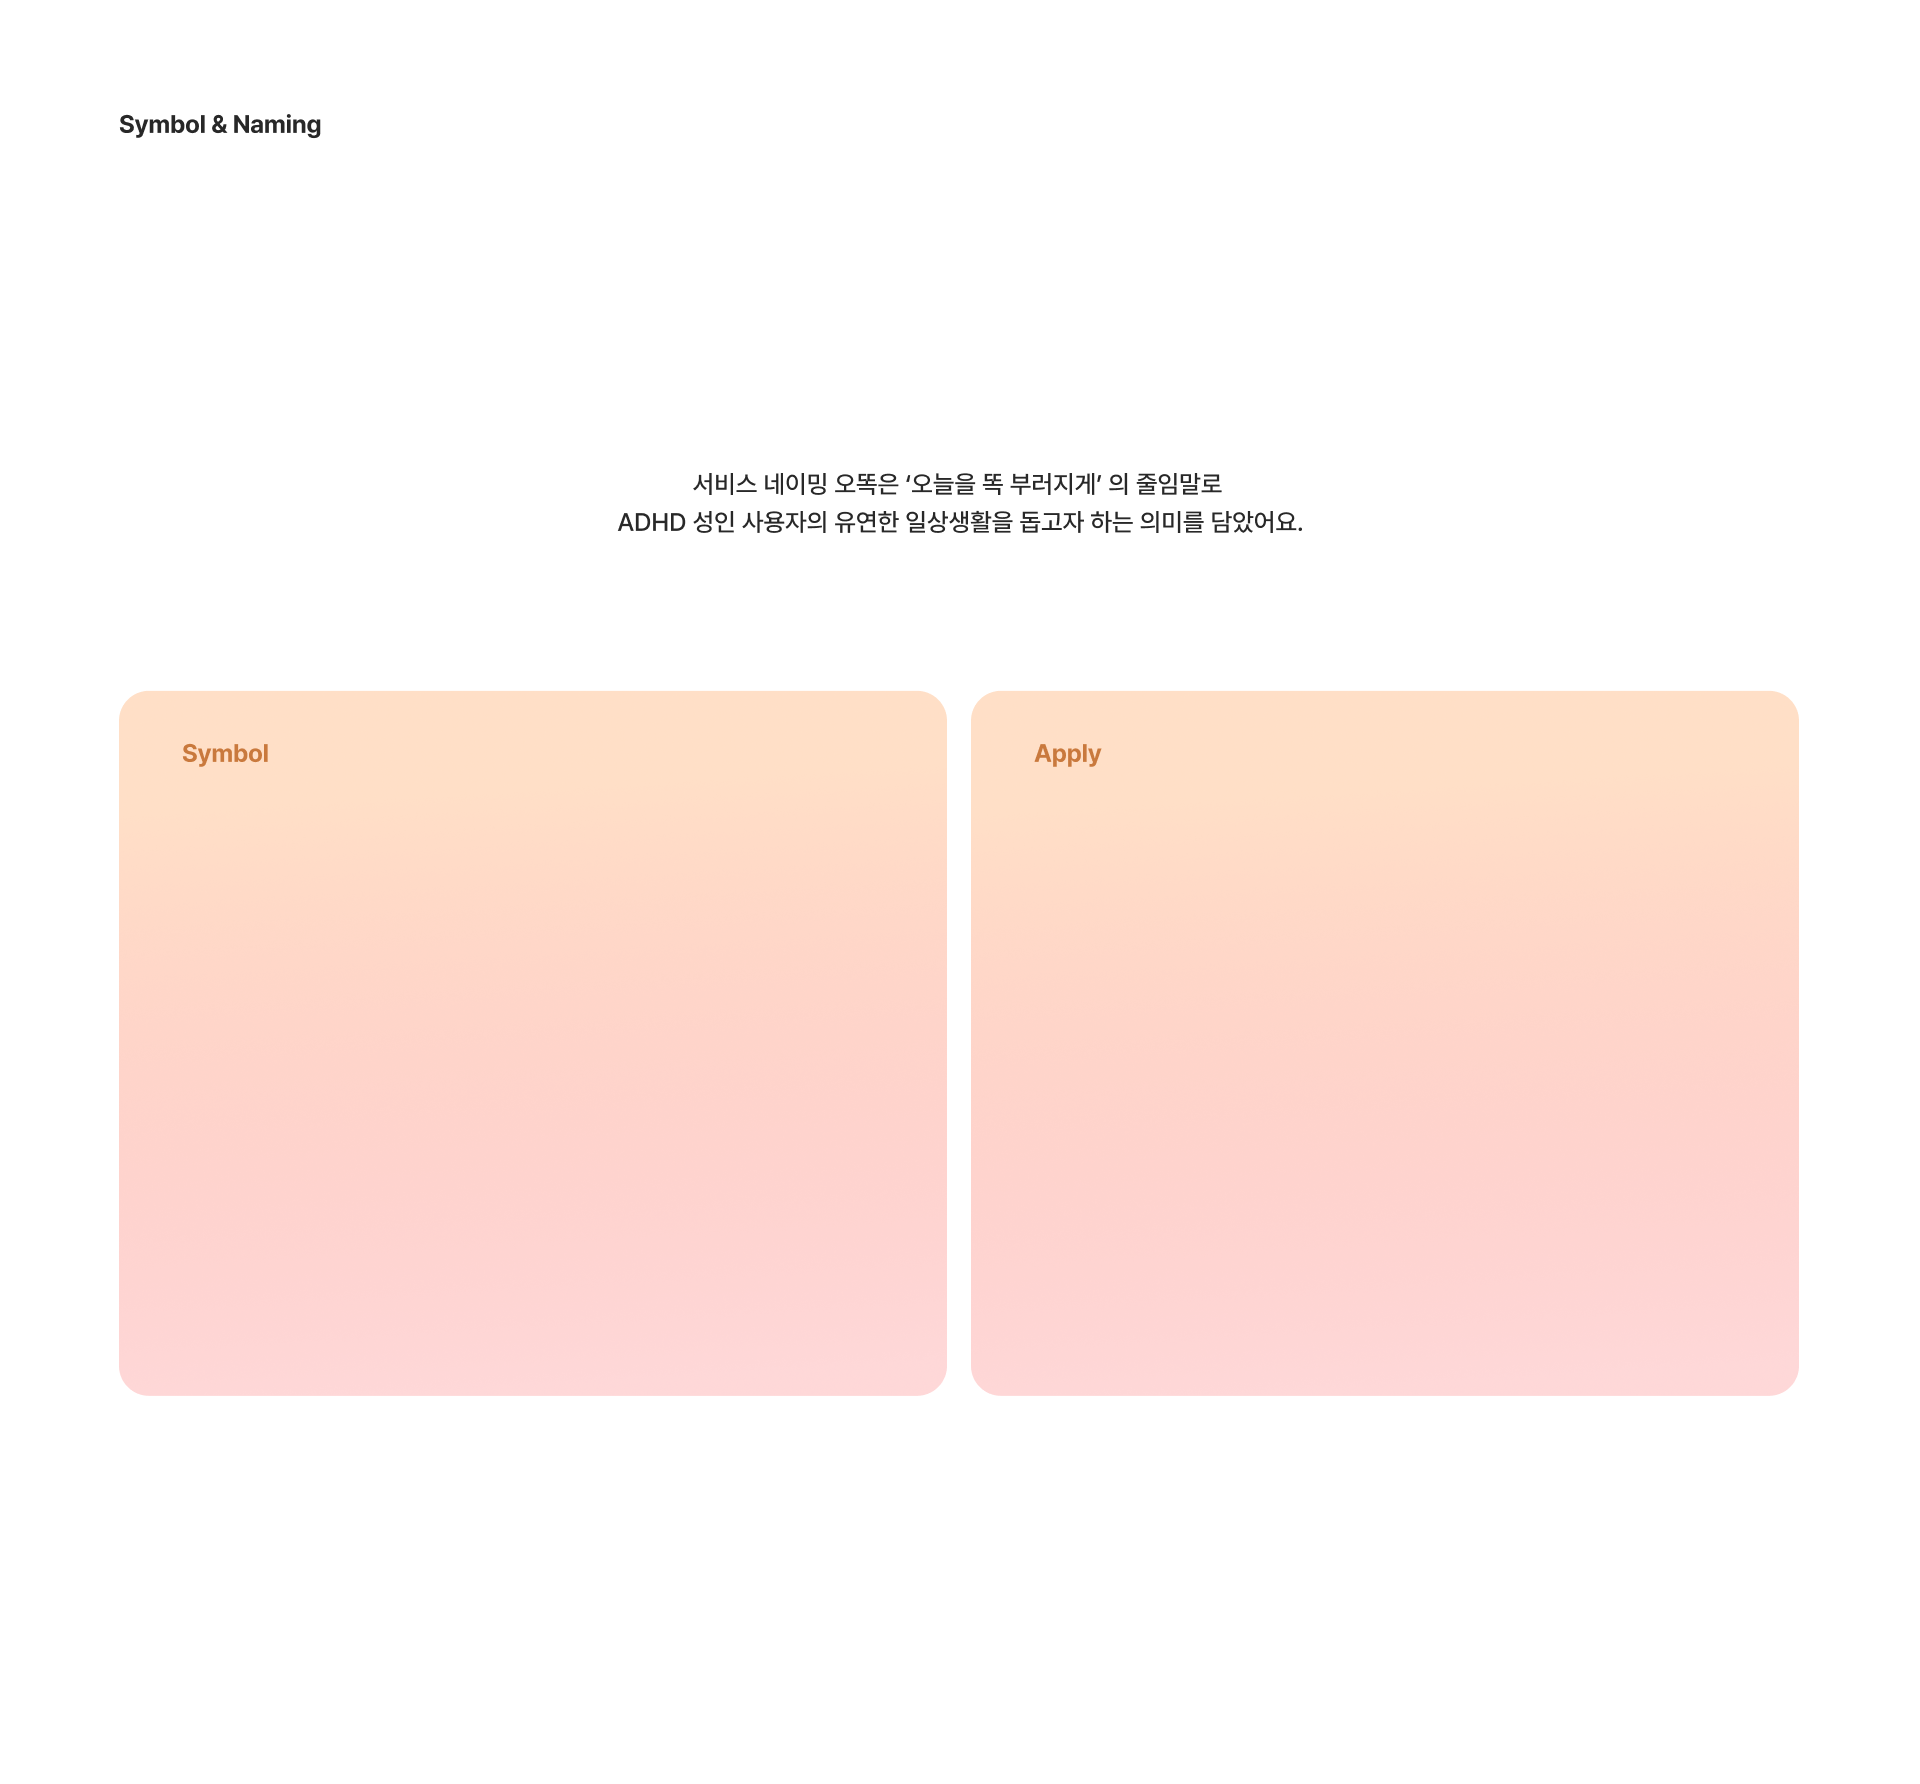 Symbol & Naming
서비스 네이밍 오똑은 ‘오늘을 똑 부러지게’ 의 줄임말로
ADHD 성인 사용자의 유연한 일상생활을 돕고자 하는 의미를 담았어요.
Symbol
Apply